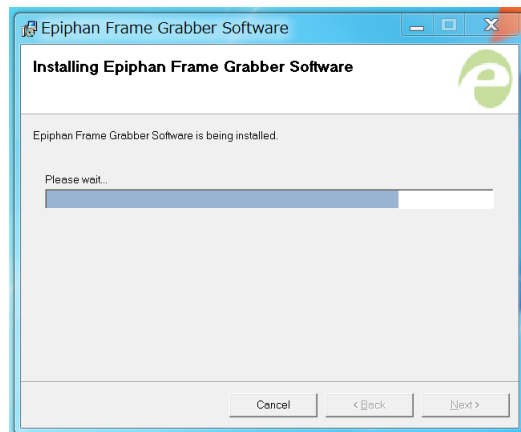 Epiphan Frame Grabber Software
Installing Epiphan Frame Grabber Software
Epiphan Frame Grabber Software is being installed.
Please wait...
Cancel
< Back
Next >